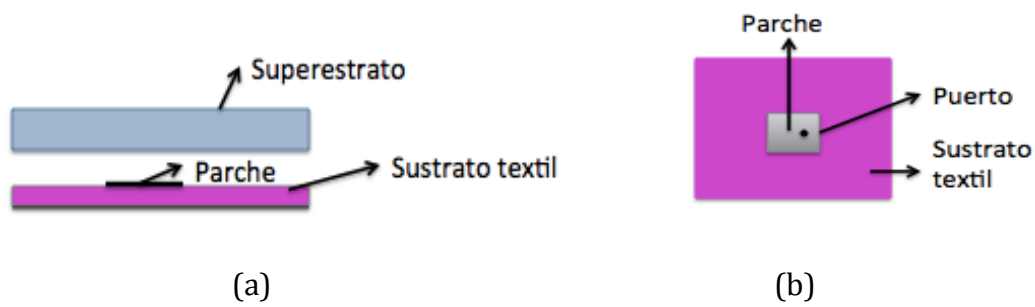 Superestrato
Parche
Sustrato textil
(a)
Parche
Puerto
Sustrato
textil
(b)